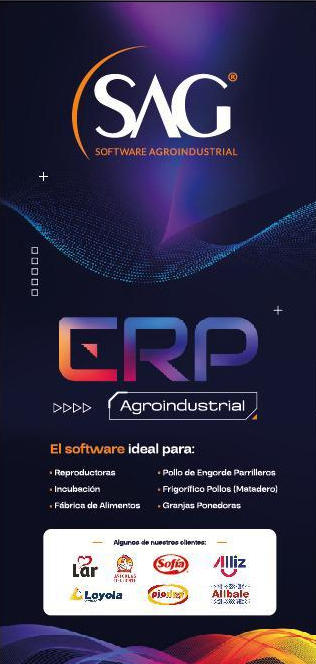 SAG®
SOFTWARE AGROINDUSTRIAL
ERP
Agroindustrial
El software ideal para:
• Reproductoras
• Incubación
• Fábrica de Alimentos
• Pollo de Engorde Parrilleros
• Frigorífico Pollos (Matadero)
• Granjas Ponedoras
Algunos de nuestros clientes:
Lar
Sofía
Alliz
Loyola
Alibale